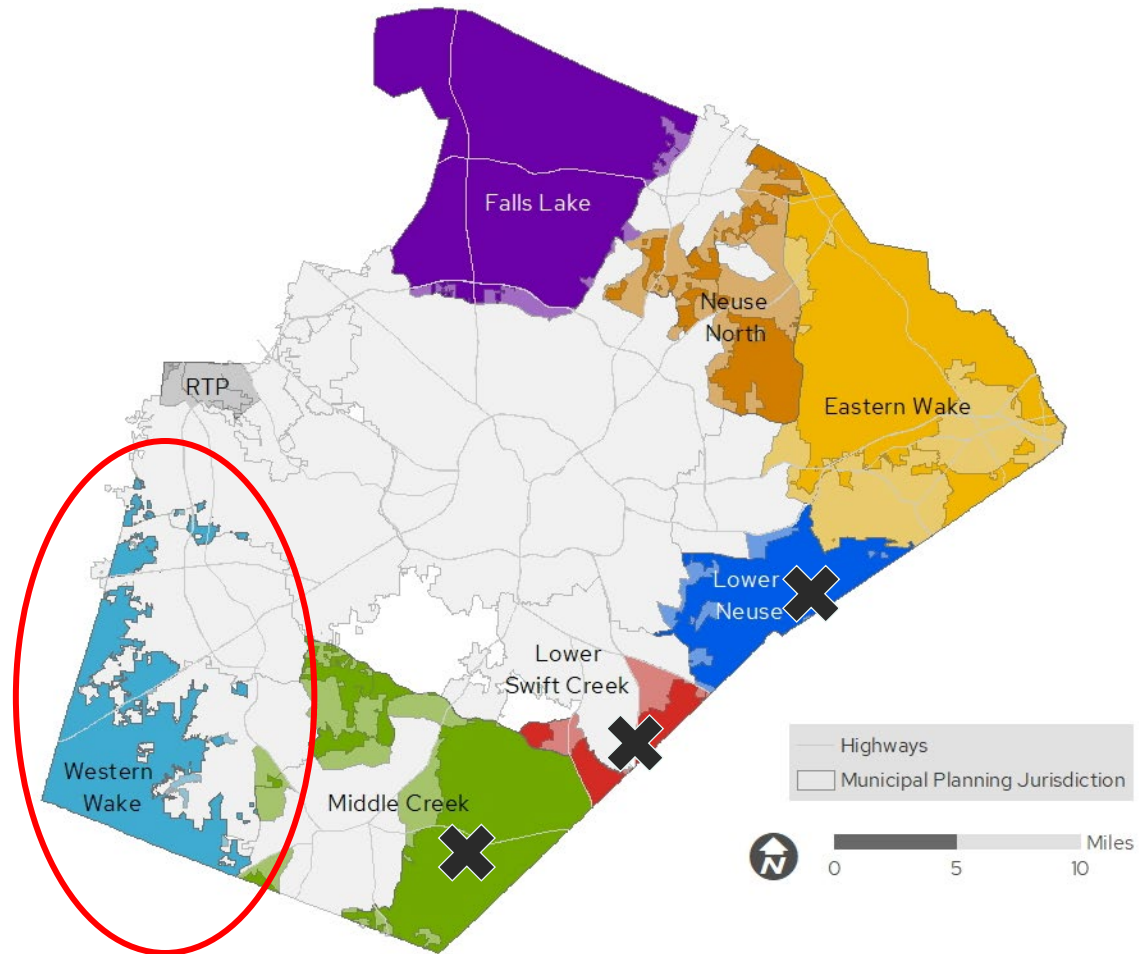 Falls Lake
Neuse
North
RTP
Eastern Wake
Lower
Neuse
Lower
Swift Creek
Western
Wake
Middle Creek
Highways
Municipal Planning Jurisdiction
N
Miles
0 5 10